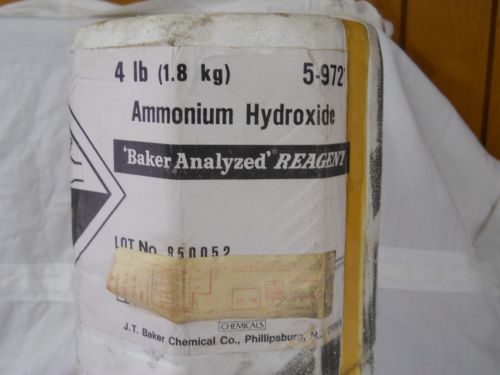 4 lb (1.8 kg) 5-972
Ammonium Hydroxide
'Baker Analyzed' REAGENT
LOT No. 950052
CHEMICALS
J.T. Baker Chemical Co., Phillipsburg, N.J.